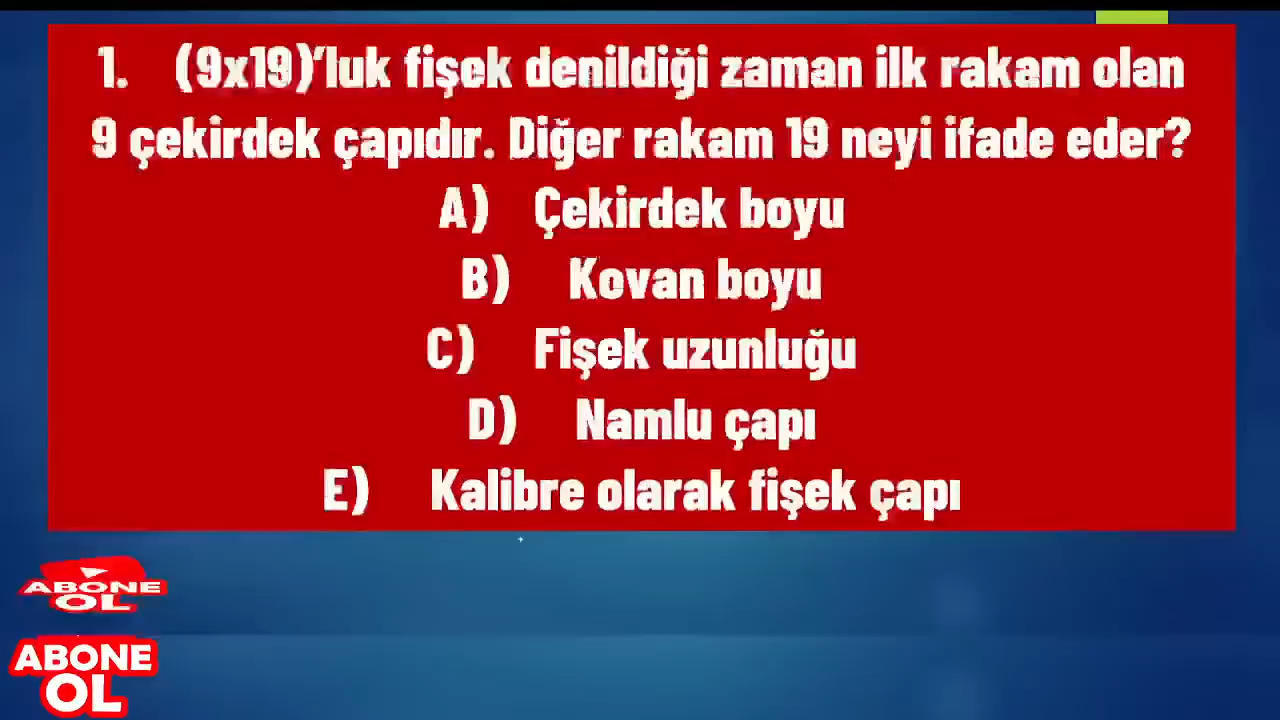 1. (9x19)'luk fişek denildiği zaman ilk rakam olan
9 çekirdek çapıdır. Diğer rakam 19 neyi ifade eder?
A) Çekirdek boyu
B) Kovan boyu
C) Fişek uzunluğu
D) Namlu çapı
E) Kalibre olarak fişek çapı
ABONE
OL
ABONE
OL